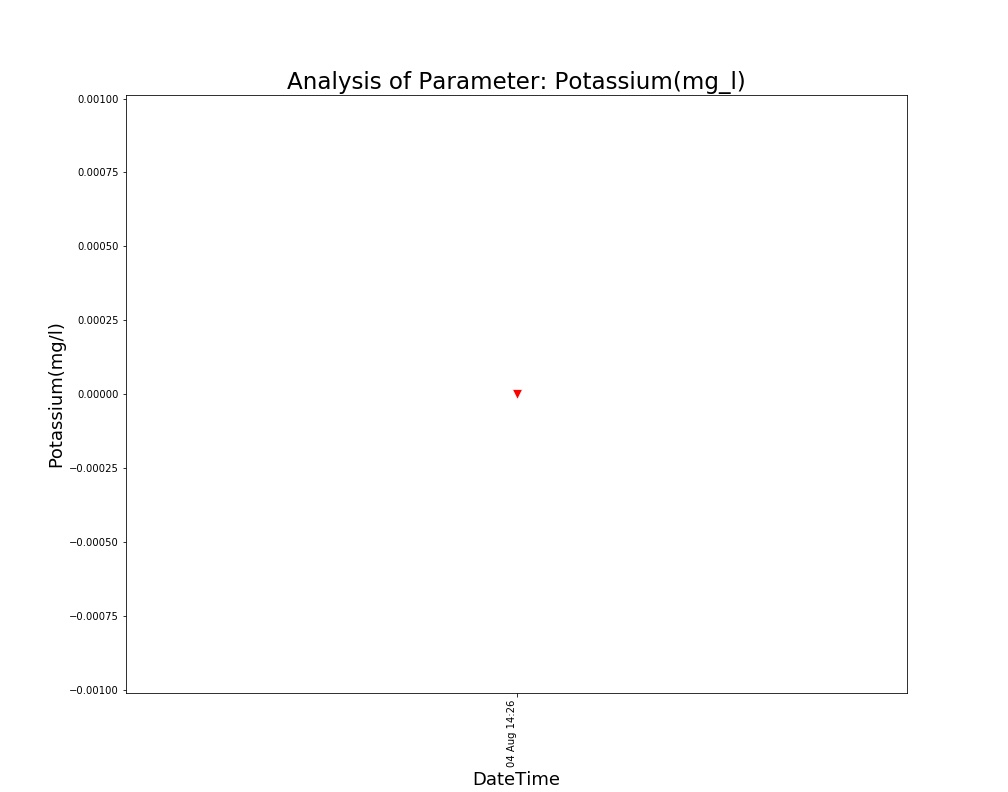 Analysis of Parameter: Potassium(mg_l)
0.00100
0.00075
0.00050
0.00025
0.00000
−0.00025
−0.00050
−0.00075
−0.00100
Potassium(mg/l)
04 Aug 14:26
DateTime